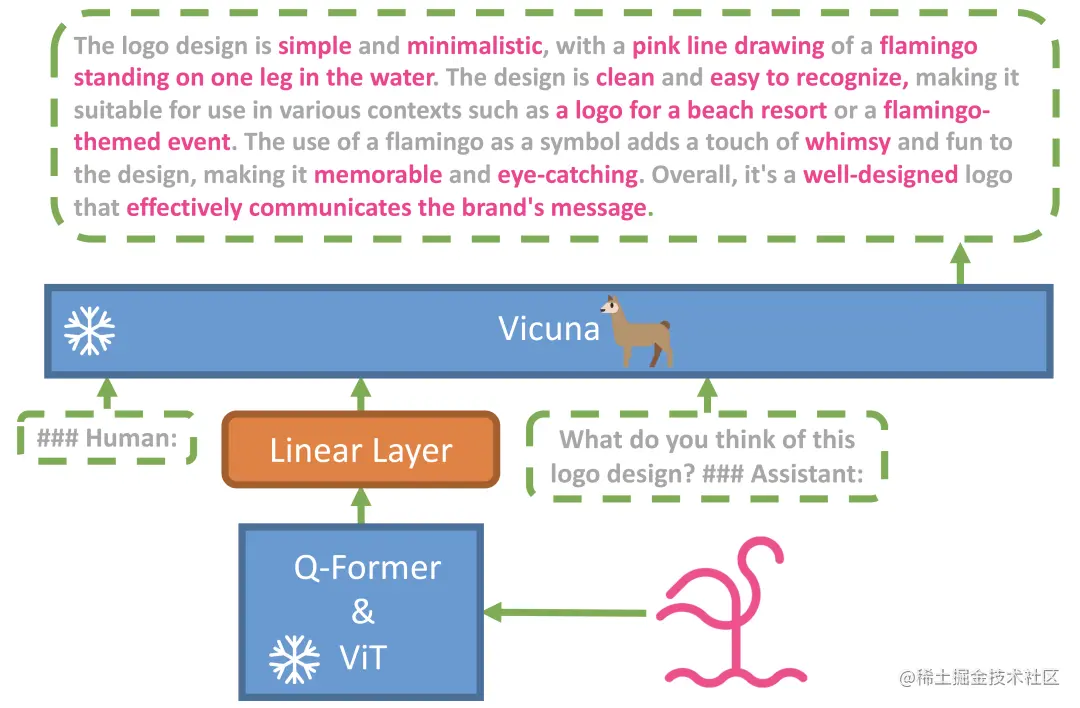 The logo design is simple and minimalistic, with a pink line drawing of a flamingo
standing on one leg in the water. The design is clean and easy to recognize, making it
suitable for use in various contexts such as a logo for a beach resort or a flamingo-
themed event. The use of a flamingo as a symbol adds a touch of whimsy and fun to
the design, making it memorable and eye-catching. Overall, it's a well-designed logo
that effectively communicates the brand's message.
Vicuna
### Human:
Linear Layer
What do you think of this
logo design? ### Assistant:
Q-Former
&
ViT
@稀土掘金技术社区